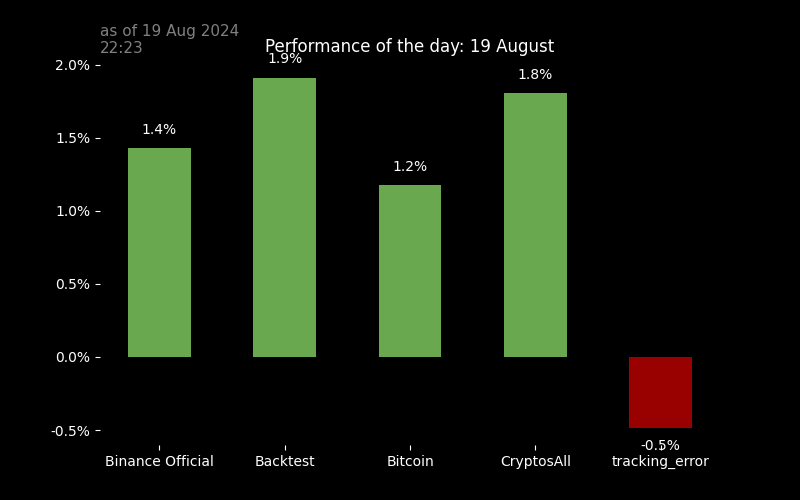 as of 19 Aug 2024
22:23
Performance of the day: 19 August
2.0%
1.5%
1.0%
0.5%
0.0%
-0.5%
1.4%
1.9%
1.2%
1.8%
-0.5%
Binance Official
Backtest
Bitcoin
CryptosAll
tracking_error